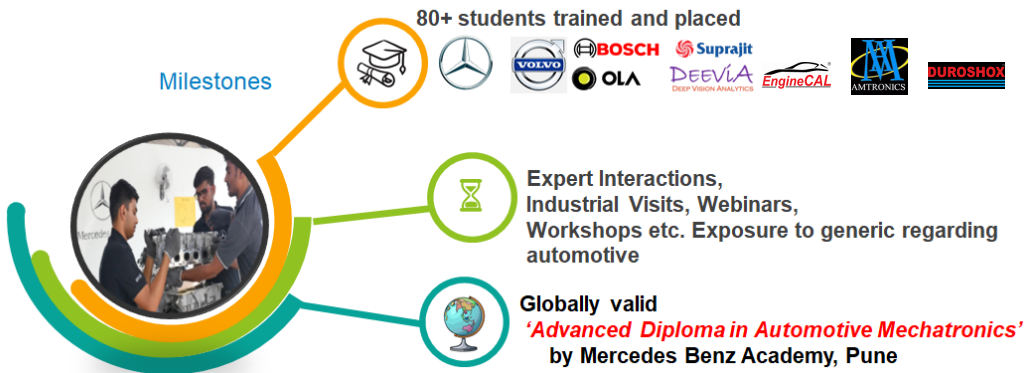 80+ students trained and placed
Milestones
VOLVO
BOSCH
Suprajit
OLA
DEEVIA
DEEP VISION ANALYTICS
EngineCAL
AMTRONICS
DUROSHOX
Mercedes
Expert Interactions,
Industrial Visits, Webinars,
Workshops etc. Exposure to generic regarding
automotive
Globally valid
‘Advanced Diploma in Automotive Mechatronics’
by Mercedes Benz Academy, Pune